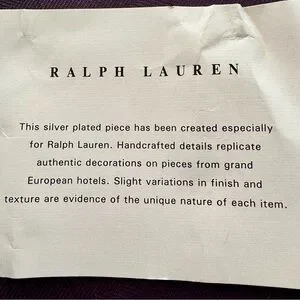 RALPH LAUREN
This silver plated piece has been created especially
for Ralph Lauren. Handcrafted details replicate
authentic decorations on pieces from grand
European hotels. Slight variations in finish and
texture are evidence of the unique nature of each item.